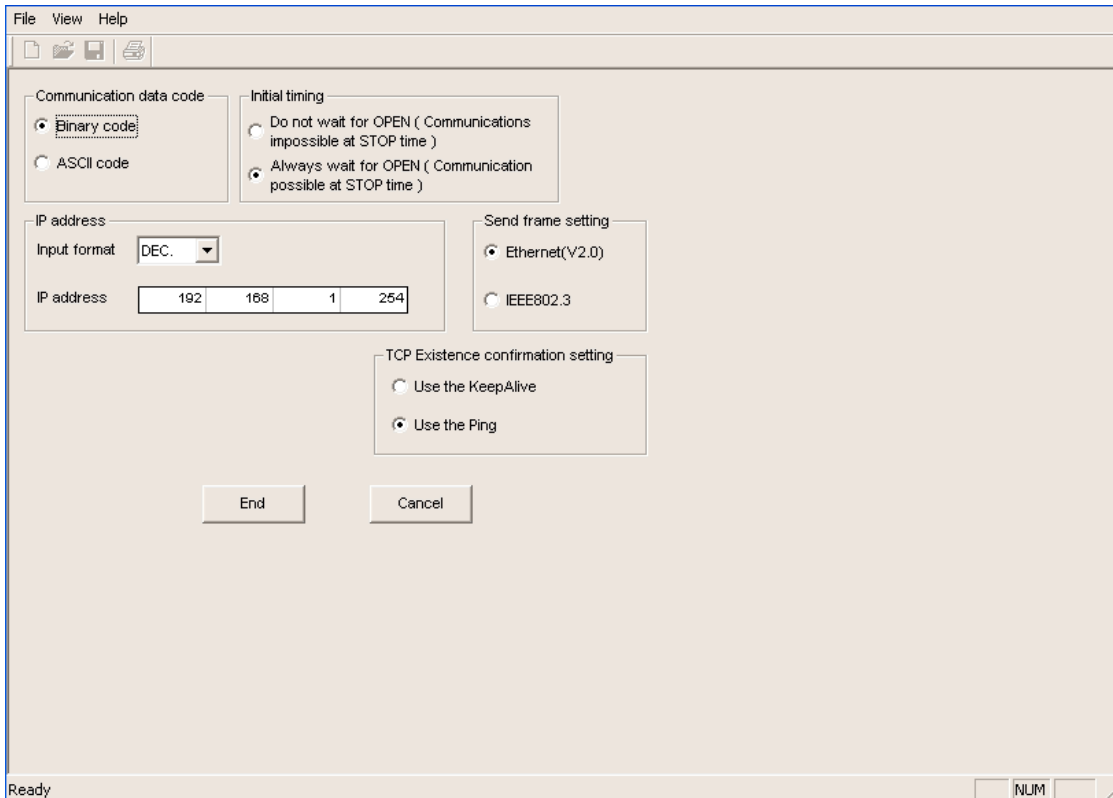 File View Help
Communication data code
Binary code
ASCII code
Initial timing
Do not wait for OPEN ( Communications
impossible at STOP time )
Always wait for OPEN ( Communication
possible at STOP time )
IP address
Input format DEC.
IP address 192 168 1 254
Send frame setting
Ethernet(V2.0)
IEEE802.3
TCP Existence confirmation setting
Use the KeepAlive
Use the Ping
End Cancel
Ready NUM